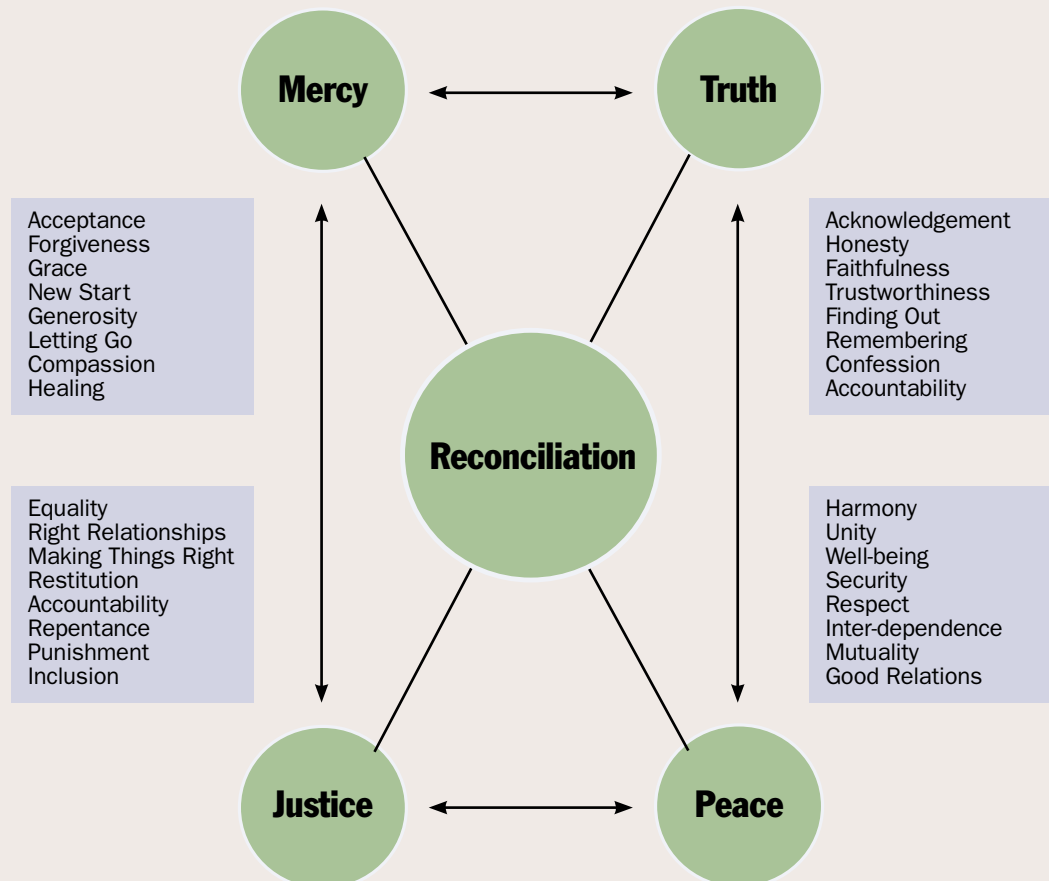 Mercy
Truth
Acceptance
Forgiveness
Grace
New Start
Generosity
Letting Go
Compassion
Healing
Acknowledgement
Honesty
Faithfulness
Trustworthiness
Finding Out
Remembering
Confession
Accountability
Reconciliation
Equality
Right Relationships
Making Things Right
Restitution
Accountability
Repentance
Punishment
Inclusion
Harmony
Unity
Well-being
Security
Respect
Inter-dependence
Mutuality
Good Relations
Justice
Peace